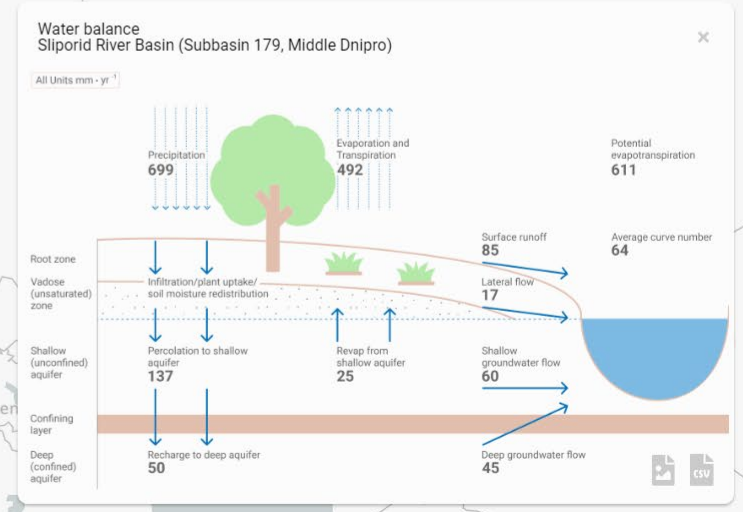 Water balance
Sliporid River Basin (Subbasin 179, Middle Dnipro)
All Units mm - yr -1
Precipitation
699
Evaporation and
Transpiration
492
Potential
evapotranspiration
611
Surface runoff
85
Average curve number
64
Root zone
Vadose
(unsaturated)
zone
Infiltration/plant uptake/
soil moisture redistribution
Lateral flow
17
Shallow
(unconfined)
aquifer
Percolation to shallow
aquifer
137
Revap from
shallow aquifer
25
Shallow
groundwater flow
60
Confining
layer
Deep
(confined)
aquifer
Recharge to deep aquifer
50
Deep groundwater flow
45
CSV